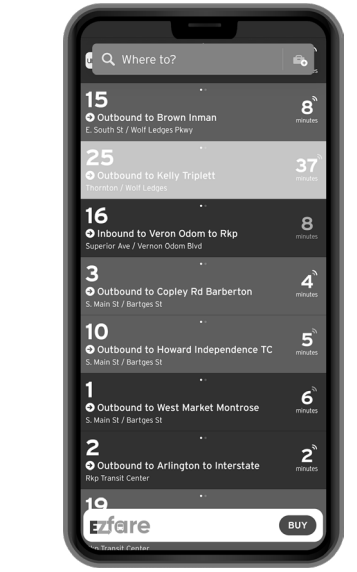 Where to?
15
Outbound to Brown Inman
E. South St / Wolf Ledges Pkwy
8
minutes
25
Outbound to Kelly Triplett
Thornton / Wolf Ledges
37
minutes
16
Inbound to Veron Odom to Rkp
Superior Ave / Vernon Odom Blvd
8
minutes
3
Outbound to Copley Rd Barberton
S. Main St / Bartges St
4
minutes
10
Outbound to Howard Independence TC
S. Main St / Bartges St
5
minutes
1
Outbound to West Market Montrose
S. Main St / Bartges St
6
minutes
2
Outbound to Arlington to Interstate
Rkp Transit Center
2
minutes
19
EZfare
BUY
Rkp Transit Center